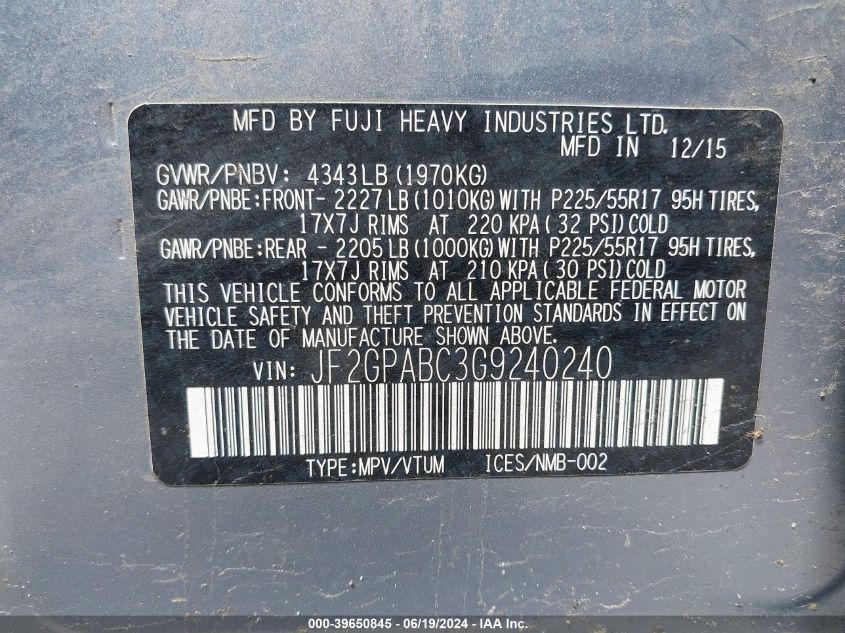 MFD BY FUJI HEAVY INDUSTRIES LTD.
MFD IN 12/15
GVWR/PNBV: 4343LB (1970KG)
GAWR/PNBE:FRONT- 2227LB (1010KG) WITH P225/55R17 95H TIRES,
17X7J RIMS AT 220 KPA ( 32 PSI) COLD
GAWR/PNBE:REAR - 2205LB (1000KG) WITH P225/55R17 95H TIRES,
17X7J RIMS AT 210 KPA ( 30 PSI) COLD
THIS VEHICLE CONFORMS TO ALL APPLICABLE FEDERAL MOTOR
VEHICLE SAFETY AND THEFT PREVENTION STANDARDS IN EFFECT ON
THE DATE OF MANUFACTURE SHOWN ABOVE.
VIN: JF2GPABC3G9240240
TYPE:MPV/VTUM ICES/NMB-002
000-39650845 - 06/19/2024 - IAA Inc.